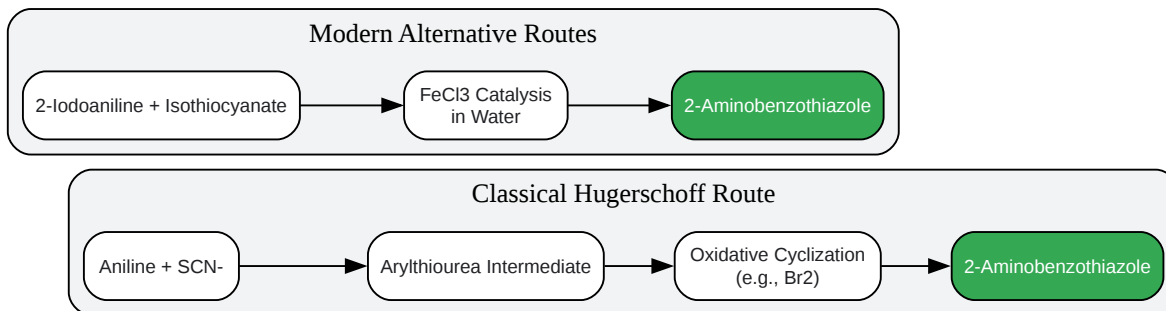 Modern Alternative Routes
2-Iodoaniline + Isothiocyanate
FeCl3 Catalysis
in Water
2-Aminobenzothiazole
Classical Hugerschoff Route
Aniline + SCN-
Arylthiourea Intermediate
Oxidative Cyclization
(e.g., Br2)
2-Aminobenzothiazole